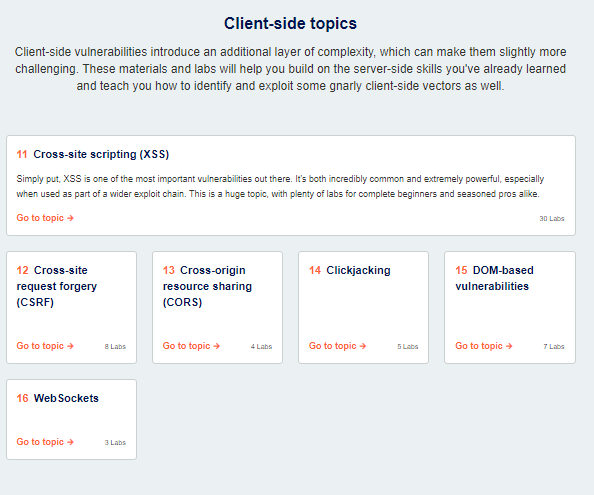 Client-side topics
Client-side vulnerabilities introduce an additional layer of complexity, which can make them slightly more
challenging. These materials and labs will help you build on the server-side skills you've already learned
and teach you how to identify and exploit some gnarly client-side vectors as well.
11 Cross-site scripting (XSS)
Simply put, XSS is one of the most important vulnerabilities out there. It's both incredibly common and extremely powerful, especially
when used as part of a wider exploit chain. This is a huge topic, with plenty of labs for complete beginners and seasoned pros alike.
Go to topic → 30 Labs
12 Cross-site
request forgery
(CSRF)
Go to topic → 8 Labs
13 Cross-origin
resource sharing
(CORS)
Go to topic → 4 Labs
14 Clickjacking
Go to topic → 5 Labs
15 DOM-based
vulnerabilities
Go to topic → 7 Labs
16 WebSockets
Go to topic → 3 Labs